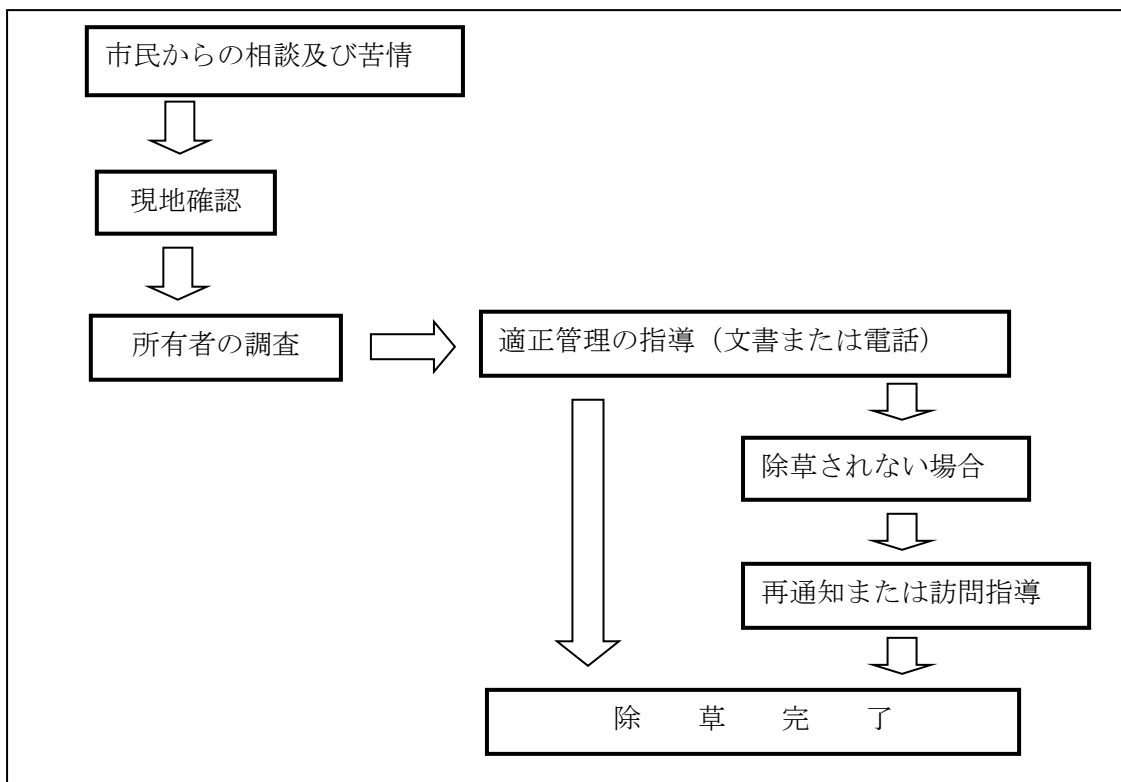 市民からの相談及び苦情
現地確認
所有者の調査
適正管理の指導（文書または電話）
除草されない場合
再通知または訪問指導
除　草　完　了